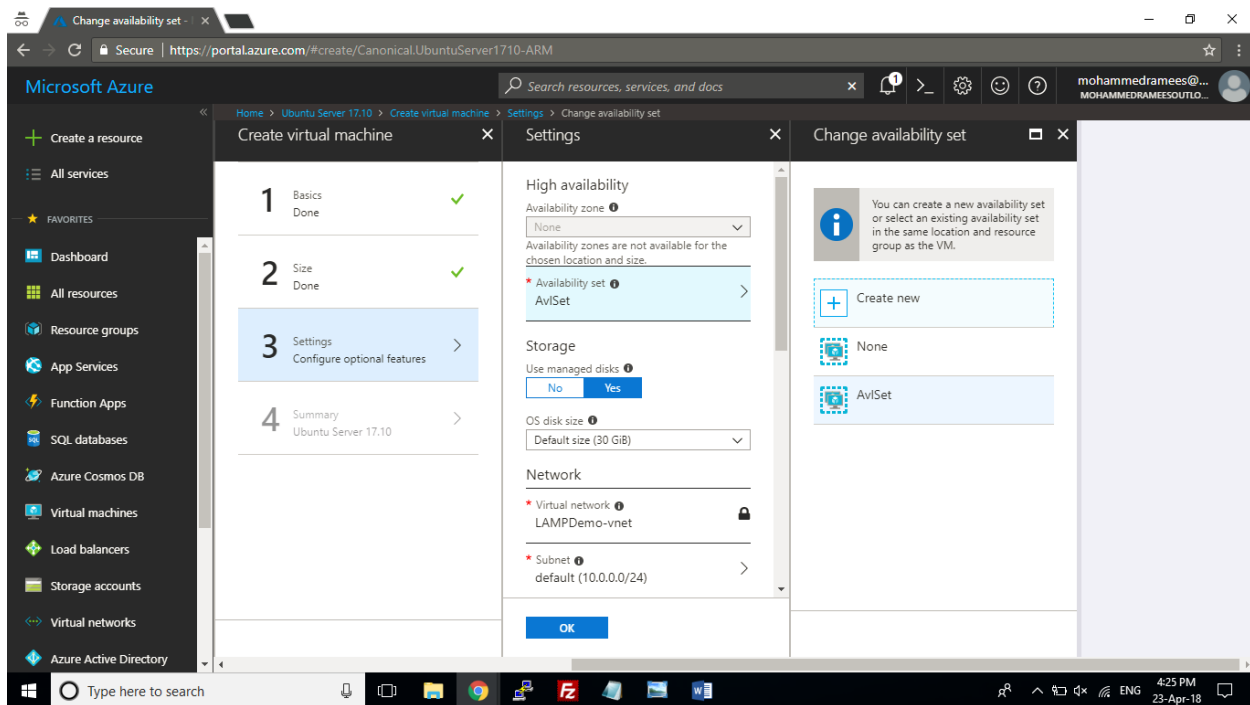 Change availability set -
Secure | https://portal.azure.com/#create/Canonical.UbuntuServer1710-ARM
Microsoft Azure
Search resources, services, and docs
1
mohammedramees@...
MOHAMMEDRAMEESOUTLO...
Home > Ubuntu Server 17.10 > Create virtual machine > Settings > Change availability set
Create a resource
All services
FAVORITES
Dashboard
All resources
Resource groups
App Services
Function Apps
SQL databases
Azure Cosmos DB
Virtual machines
Load balancers
Storage accounts
Virtual networks
Azure Active Directory
Create virtual machine
1
Basics
Done
2
Size
Done
3
Settings
Configure optional features
4
Summary
Ubuntu Server 17.10
Settings
High availability
Availability zone
None
Availability zones are not available for the
chosen location and size.
* Availability set
AvlSet
Storage
Use managed disks
No
Yes
OS disk size
Default size (30 GiB)
Network
* Virtual network
LAMPDemo-vnet
* Subnet
default (10.0.0.0/24)
OK
Change availability set
You can create a new availability set
or select an existing availability set
in the same location and resource
group as the VM.
Create new
None
AvlSet
Type here to search
ENG
4:25 PM
23-Apr-18